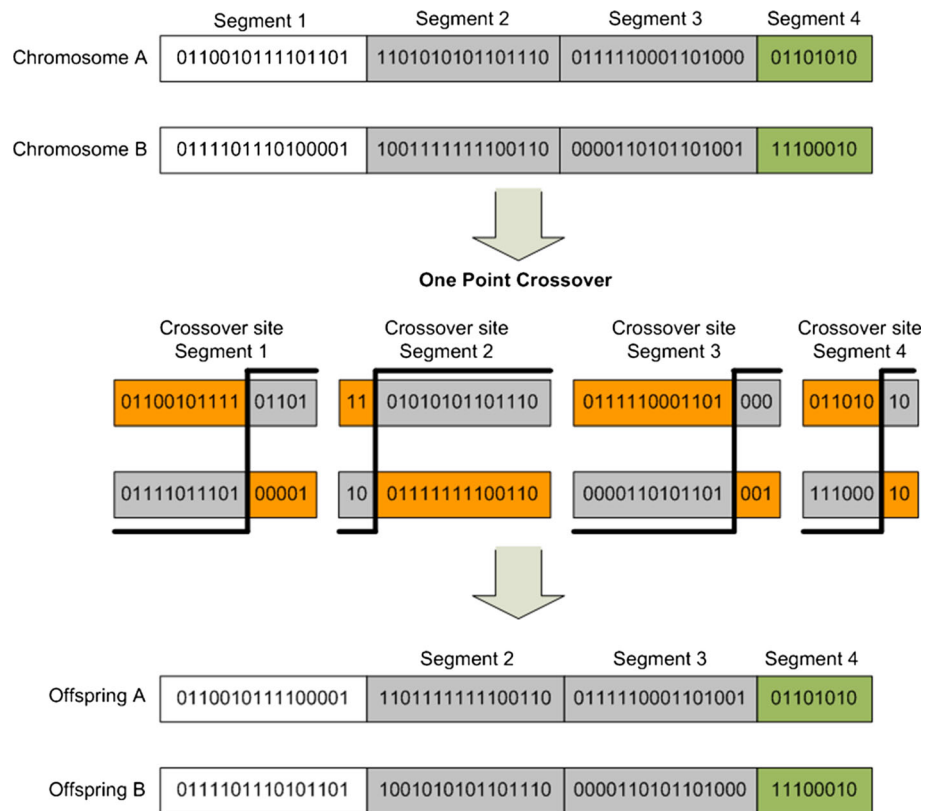 Segment 1 Segment 2 Segment 3 Segment 4
Chromosome A 0110010111101101 1101010101101110 0111110001101000 01101010
Chromosome B 0111101110100001 1001111111100110 0000110101101001 11100010
One Point Crossover
Crossover site Crossover site Crossover site Crossover site
Segment 1 Segment 2 Segment 3 Segment 4
01100101111 01101 11 01010101101110 0111110001101 000 011010 10
01111011101 00001 10 01111111100110 0000110101101 001 111000 10
Segment 2 Segment 3 Segment 4
Offspring A 0110010111100001 1101111111100110 0111110001101001 01101010
Offspring B 0111101110101101 1001010101101110 0000110101101000 11100010